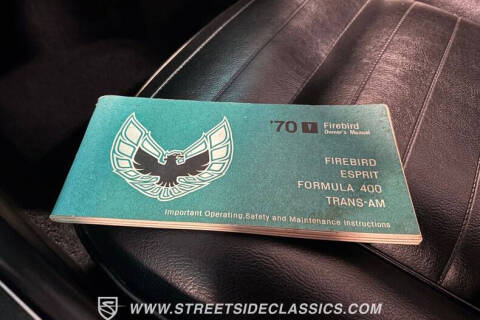 '70 Firebird
Owner's Manual
FIREBIRD
ESPRIT
FORMULA 400
TRANS-AM
Important Operating, Safety and Maintenance Instructions
WWW.STREETSIDECLASSICS.COM